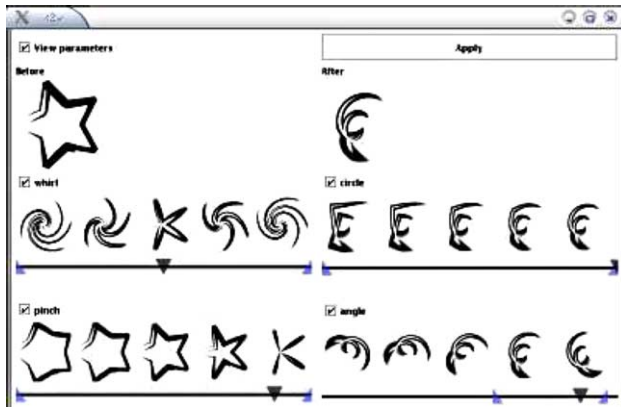 View parameters
Apply
Before
After
whirl
circle
pinch
angle